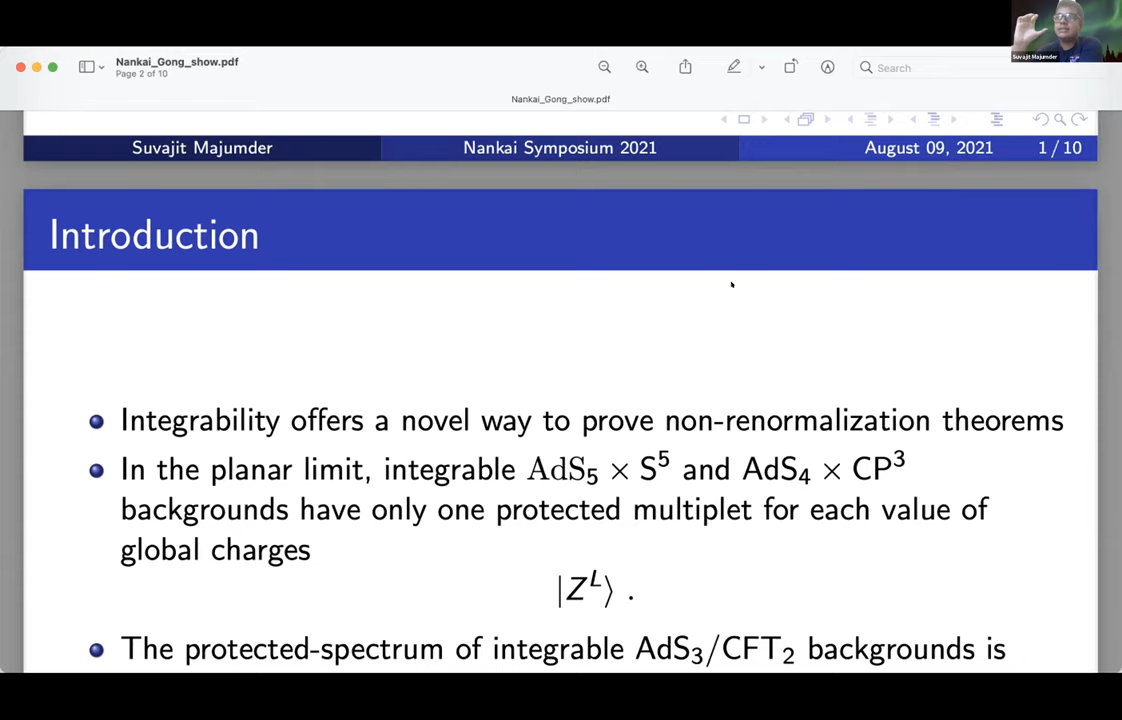 Nankai_Gong_show.pdf
Page 2 of 10
Search
Suvajit Majumder
Nankai_Gong_show.pdf
Suvajit Majumder Nankai Symposium 2021 August 09, 2021 1 / 10
Introduction
Integrability offers a novel way to prove non-renormalization theorems
In the planar limit, integrable AdS₅ × S⁵ and AdS₄ × CP³
backgrounds have only one protected multiplet for each value of
global charges
|Z^L⟩ .
The protected-spectrum of integrable AdS₃/CFT₂ backgrounds is